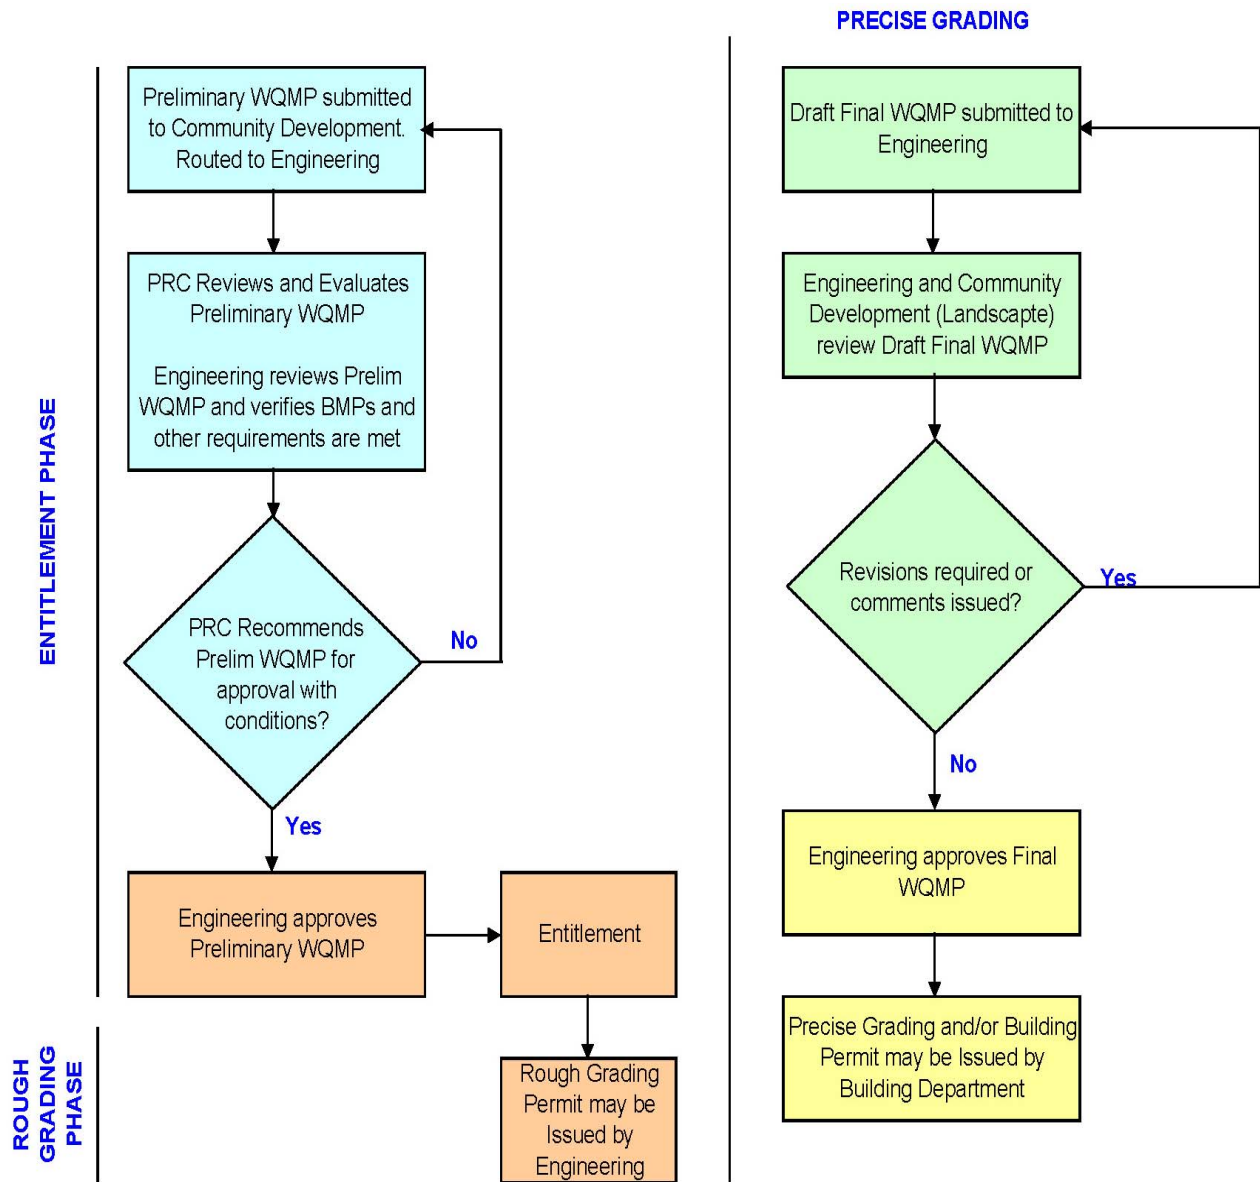 PRECISE GRADING
ENTITLEMENT PHASE
Preliminary WQMP submitted
to Community Development.
Routed to Engineering
PRC Reviews and Evaluates
Preliminary WQMP
Engineering reviews Prelim
WQMP and verifies BMPs and
other requirements are met
PRC Recommends
Prelim WQMP for
approval with
conditions?
No
Yes
Engineering approves
Preliminary WQMP
Entitlement
ROUGH
GRADING
PHASE
Rough Grading
Permit may be
Issued by
Engineering
Draft Final WQMP submitted to
Engineering
Engineering and Community
Development (Landscapte)
review Draft Final WQMP
Revisions required or
comments issued?
Yes
No
Engineering approves Final
WQMP
Precise Grading and/or Building
Permit may be Issued by
Building Department